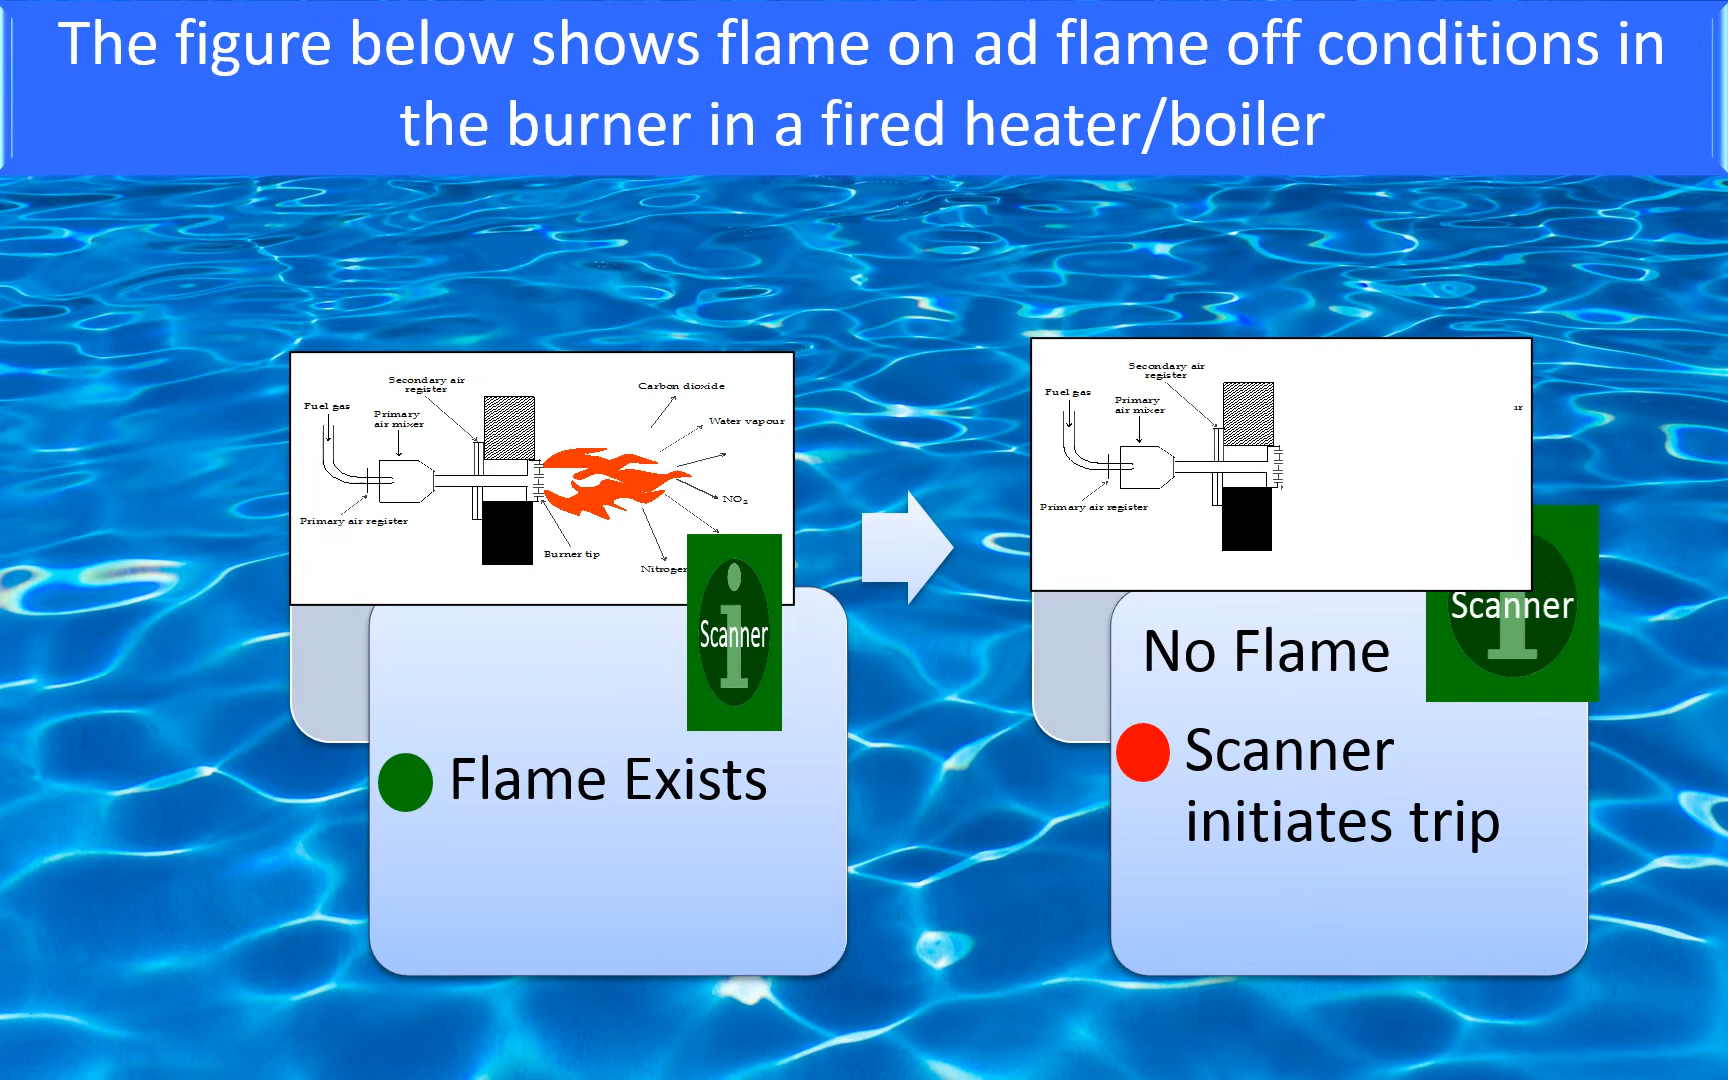 The figure below shows flame on ad flame off conditions in
the burner in a fired heater/boiler
Secondary air
register
Carbon dioxide
Fuel gas
Primary
air mixer
Water vapour
NO₂
Primary air register
Burner tip
Nitrogen
Scanner
Flame Exists
Secondary air
register
Fuel gas
Primary
air mixer
ur
Primary air register
Scanner
No Flame
Scanner
initiates trip